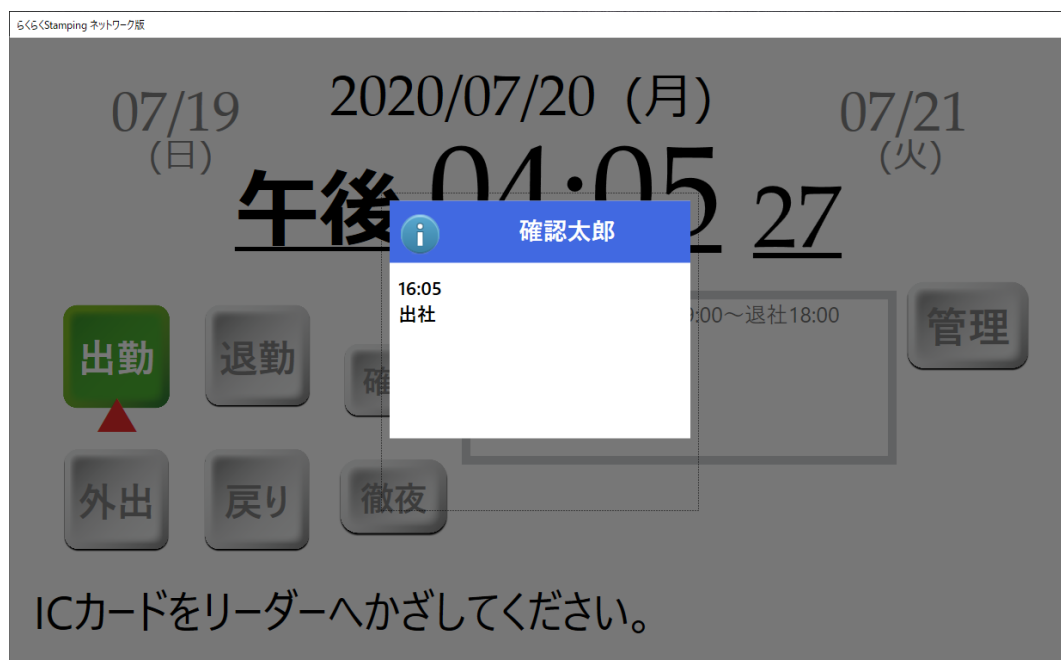 らくらくStamping ネットワーク版
07/19
(日)
2020/07/20 (月)
07/21
(火)
午後 04:05 27
確認太郎
16:05
出社
:00～退社18:00
管理
出勤
退勤
確
外出
戻り
徹夜
ICカードをリーダーへかざしてください。